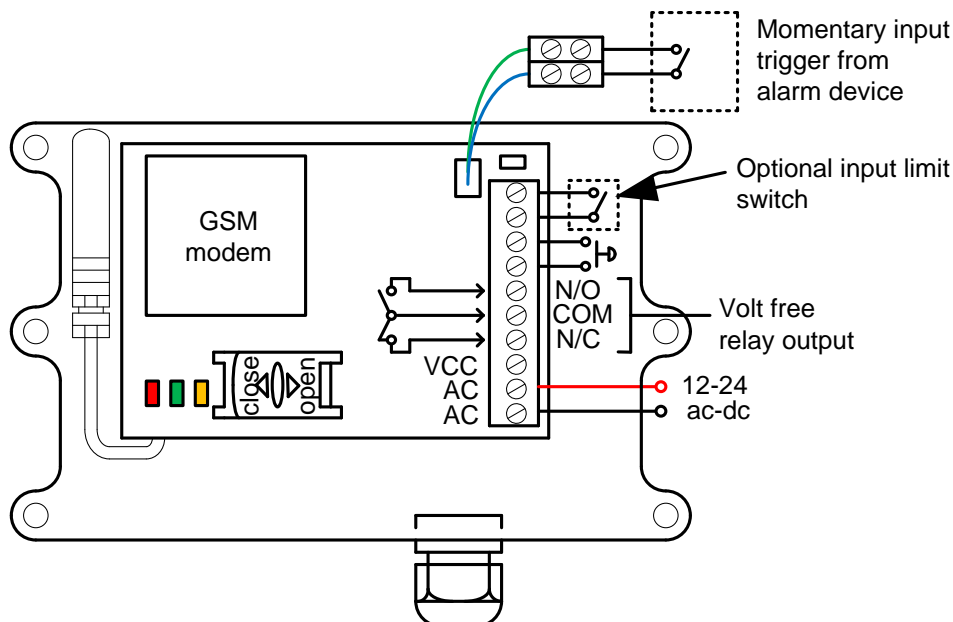 Momentary input
trigger from
alarm device
Optional input limit
switch
GSM
modem
N/O
COM
N/C
Volt free
relay output
VCC
AC
AC
12-24
ac-dc
close
open